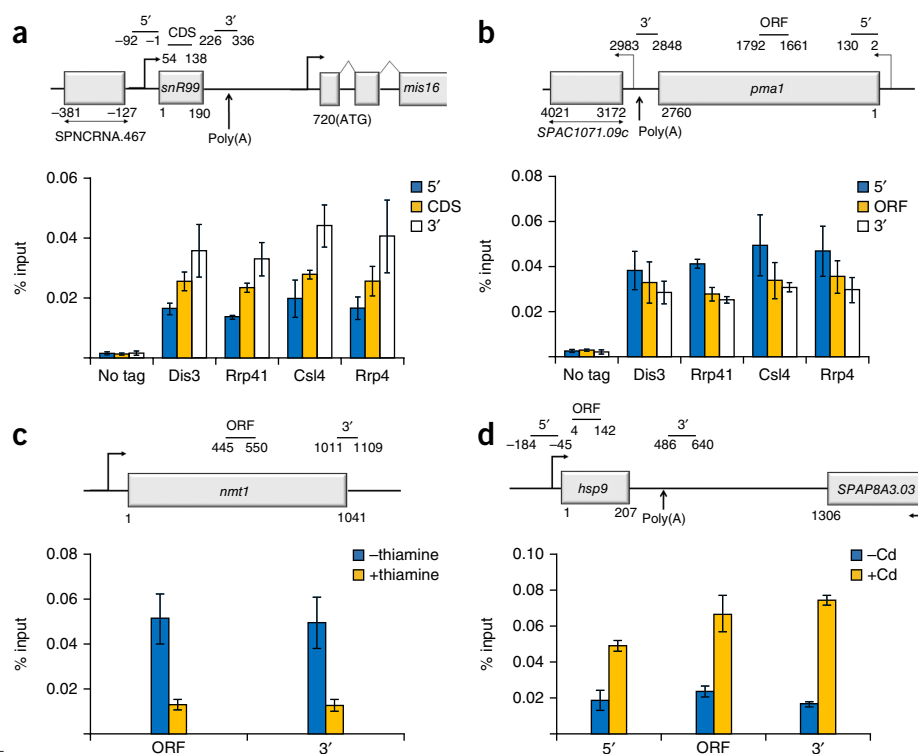 a
5′ 3′
CDS
−92 −1 226 336
54 138
snR99
mis16
−381 −127 1 190
720(ATG)
SPNCRNA.467
Poly(A)
0.06
0.04
0.02
% input
5′
CDS
3′
No tag Dis3 Rrp41 Csl4 Rrp4
b
3′ ORF 5′
2983 2848 1792 1661 130 2
pma1
4021 3172 2760 1
SPAC1071.09c
Poly(A)
0.08
0.06
0.04
0.02
% input
5′
ORF
3′
No tag Dis3 Rrp41 Csl4 Rrp4
c
ORF 3′
445 550 1011 1109
nmt1
1 1041
0.08
0.06
0.04
0.02
% input
−thiamine
+thiamine
ORF 3′
d
ORF
5′ 4 142 3′
−184 −45 486 640
hsp9
SPAP8A3.03
1 207
Poly(A)
1306
0.10
0.08
0.06
0.04
0.02
% input
−Cd
+Cd
5′ ORF 3′